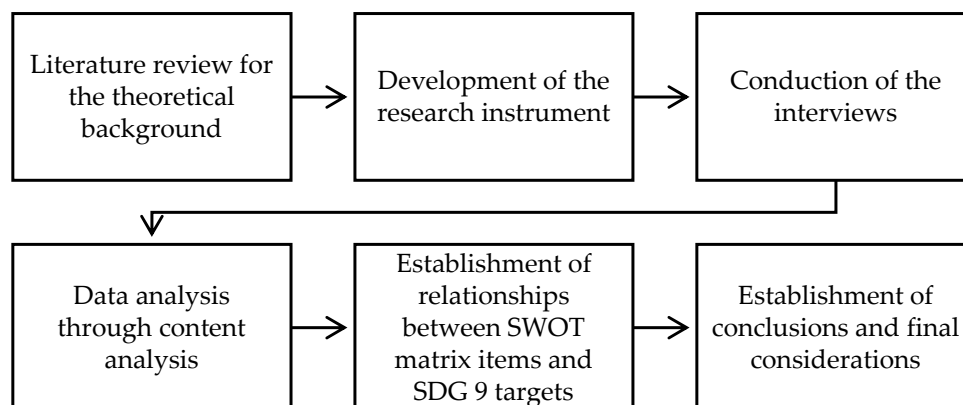 Literature review for
the theoretical
background
Development of the
research instrument
Conduction of the
interviews
Data analysis
through content
analysis
Establishment of
relationships
between SWOT
matrix items and
SDG 9 targets
Establishment of
conclusions and final
considerations